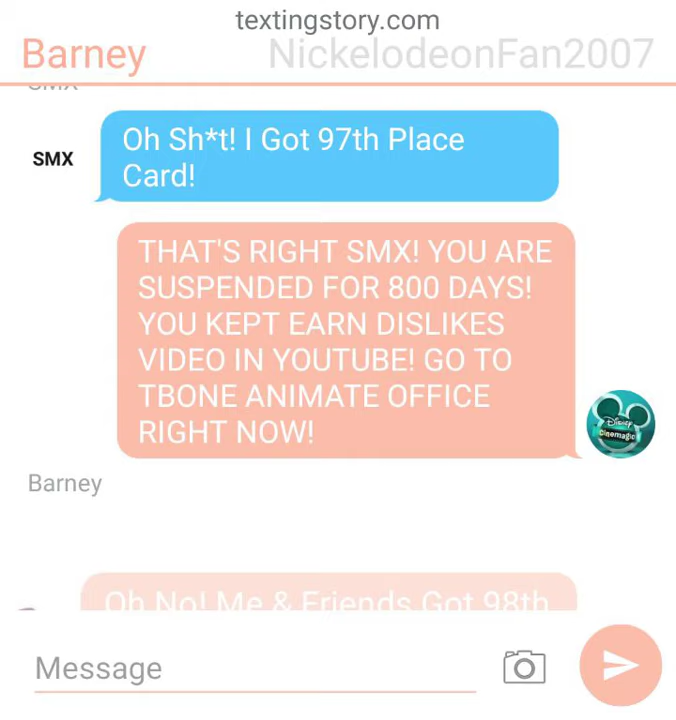 textingstory.com
Barney NickelodeonFan2007
SMX
SMX
Oh Sh*t! I Got 97th Place
Card!
THAT'S RIGHT SMX! YOU ARE
SUSPENDED FOR 800 DAYS!
YOU KEPT EARN DISLIKES
VIDEO IN YOUTUBE! GO TO
TBONE ANIMATE OFFICE
RIGHT NOW!
Disney
Cinemagic
Barney
Oh No! Me & Friends Got 98th
Message